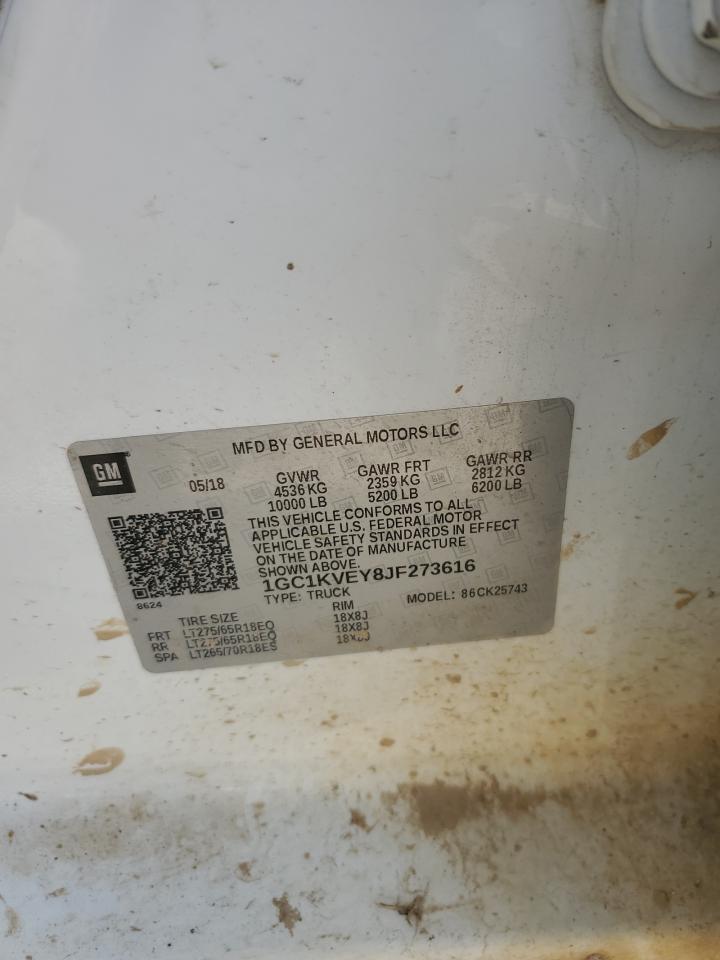 MFD BY GENERAL MOTORS LLC
GM
05/18 GVWR GAWR FRT GAWR RR
4536 KG 2359 KG 2812 KG
10000 LB 5200 LB 6200 LB
THIS VEHICLE CONFORMS TO ALL
APPLICABLE U.S. FEDERAL MOTOR
VEHICLE SAFETY STANDARDS IN EFFECT
ON THE DATE OF MANUFACTURE
SHOWN ABOVE.
1GC1KVEY8JF273616
8624
TYPE: TRUCK MODEL: 86CK25743
TIRE SIZE RIM
FRT LT275/65R18EO 18X8J
RR LT275/65R18EO 18X8J
SPA LT265/70R18ES 18X8J